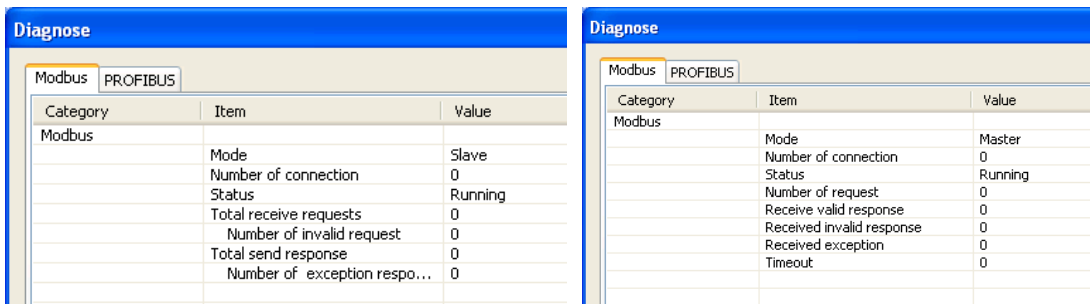 Diagnose
Modbus PROFIBUS
Category Item Value
Modbus
Mode Slave
Number of connection 0
Status Running
Total receive requests 0
Number of invalid request 0
Total send response 0
Number of exception respo... 0
Diagnose
Modbus PROFIBUS
Category Item Value
Modbus
Mode Master
Number of connection 0
Status Running
Number of request 0
Receive valid response 0
Received invalid response 0
Received exception 0
Timeout 0